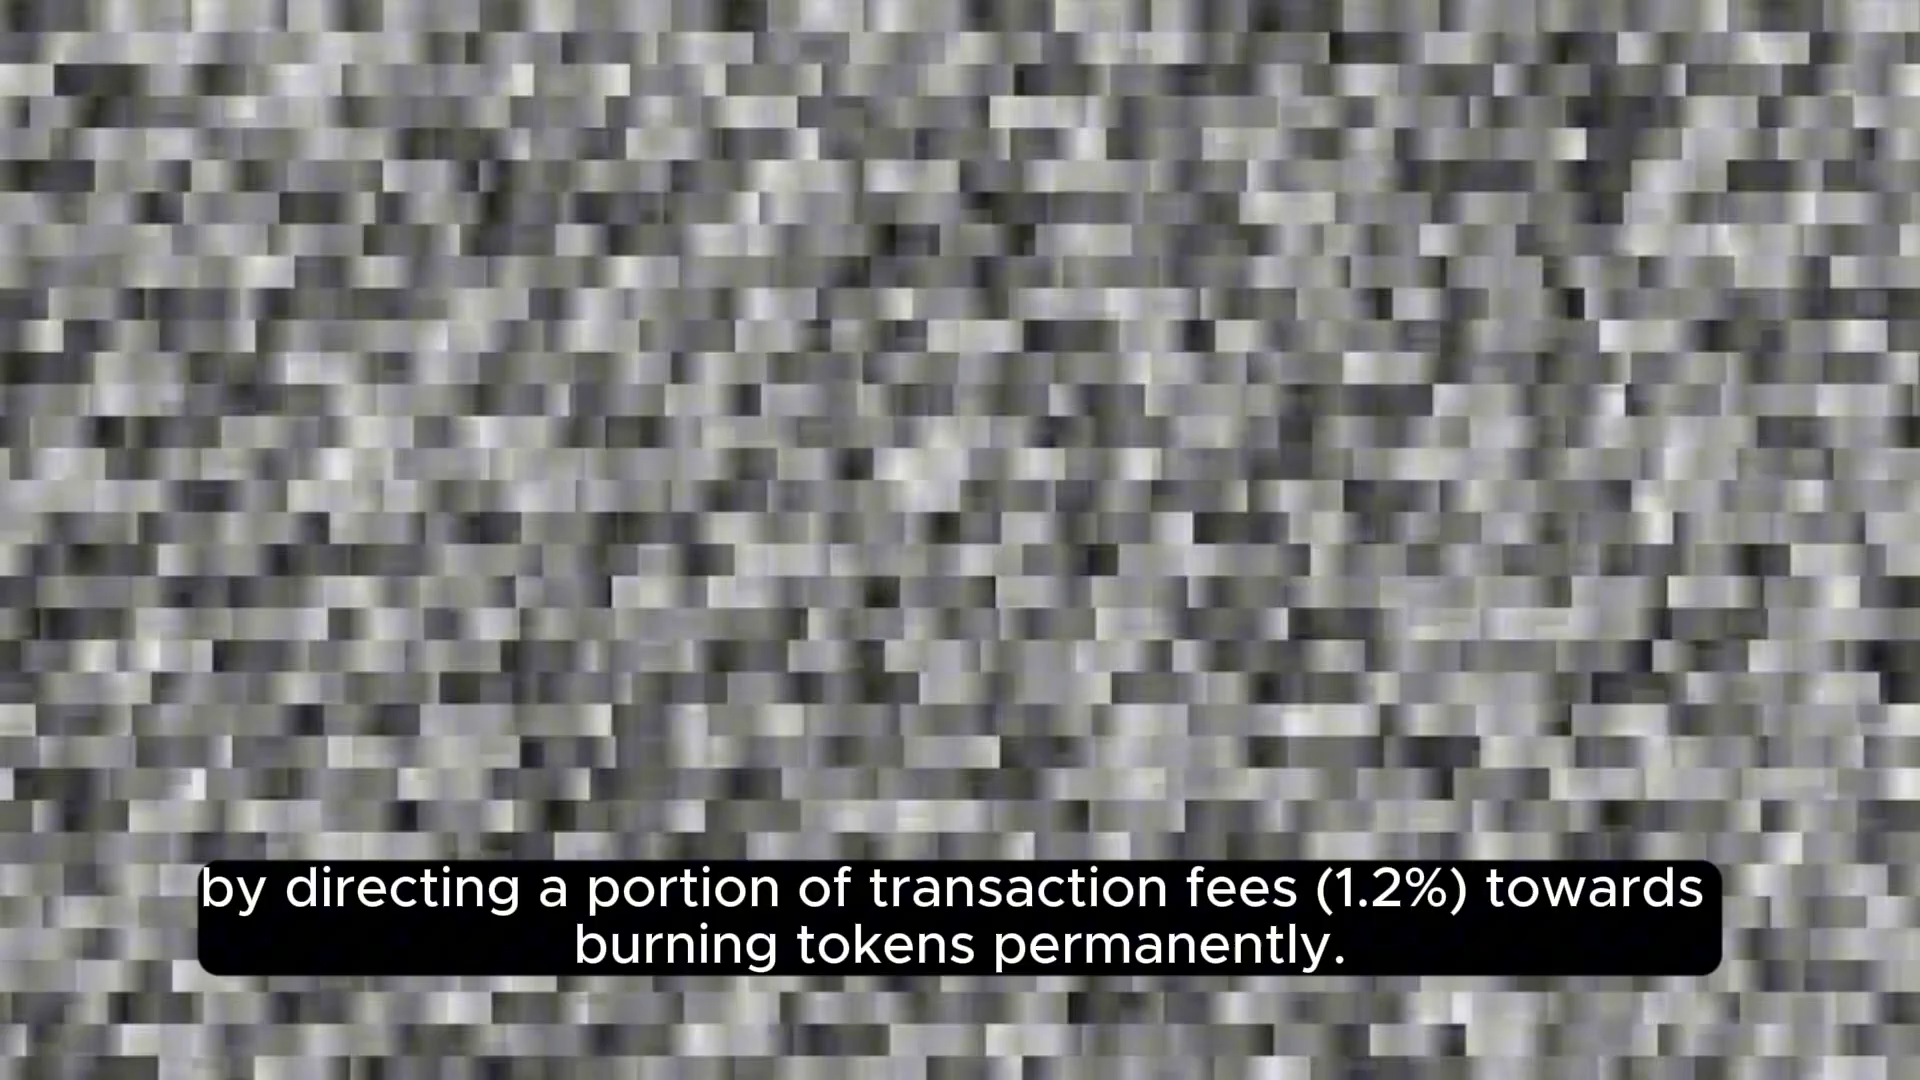 by directing a portion of transaction fees (1.2%) towards
burning tokens permanently.